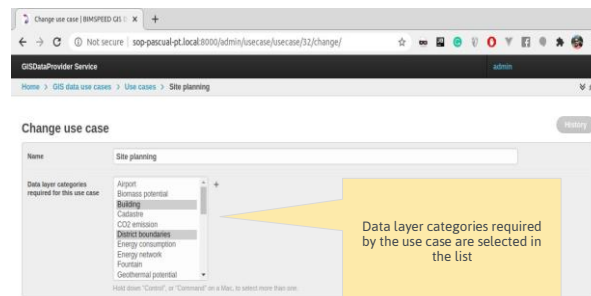 Change use case | BIMSPEED GIS
Not secure | sop-pascual-pt.local:8000/admin/usecase/usecase/32/change/
GISDataProvider Service
admin
Home > GIS data use cases > Use cases > Site planning
Change use case
History
Name
Site planning
Data layer categories
required for this use case
Airport
Biomass potential
Building
Cadastre
CO2 emission
District boundaries
Energy consumption
Energy network
Fountain
Geothermal potential
Hold down "Control", or "Command" on a Mac, to select more than one.
Data layer categories required
by the use case are selected in
the list